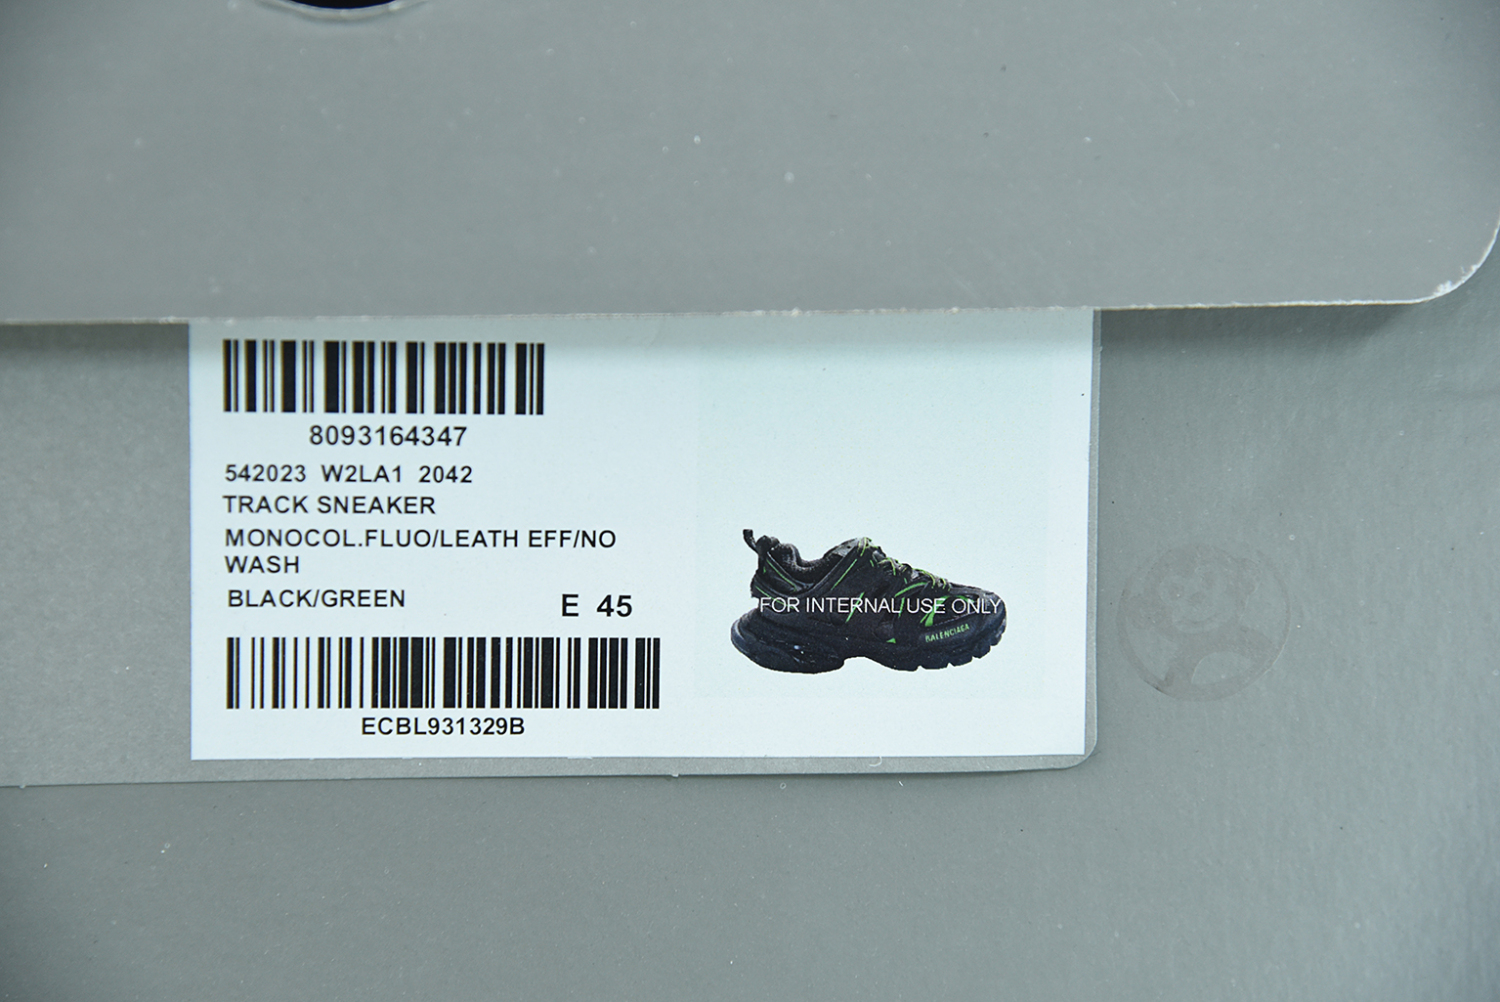 8093164347
542023 W2LA1 2042
TRACK SNEAKER
MONOCOL.FLUO/LEATH EFF/NO
WASH
BLACK/GREEN
E 45
FOR INTERNAL USE ONLY
BALENCIAGA
ECBL931329B